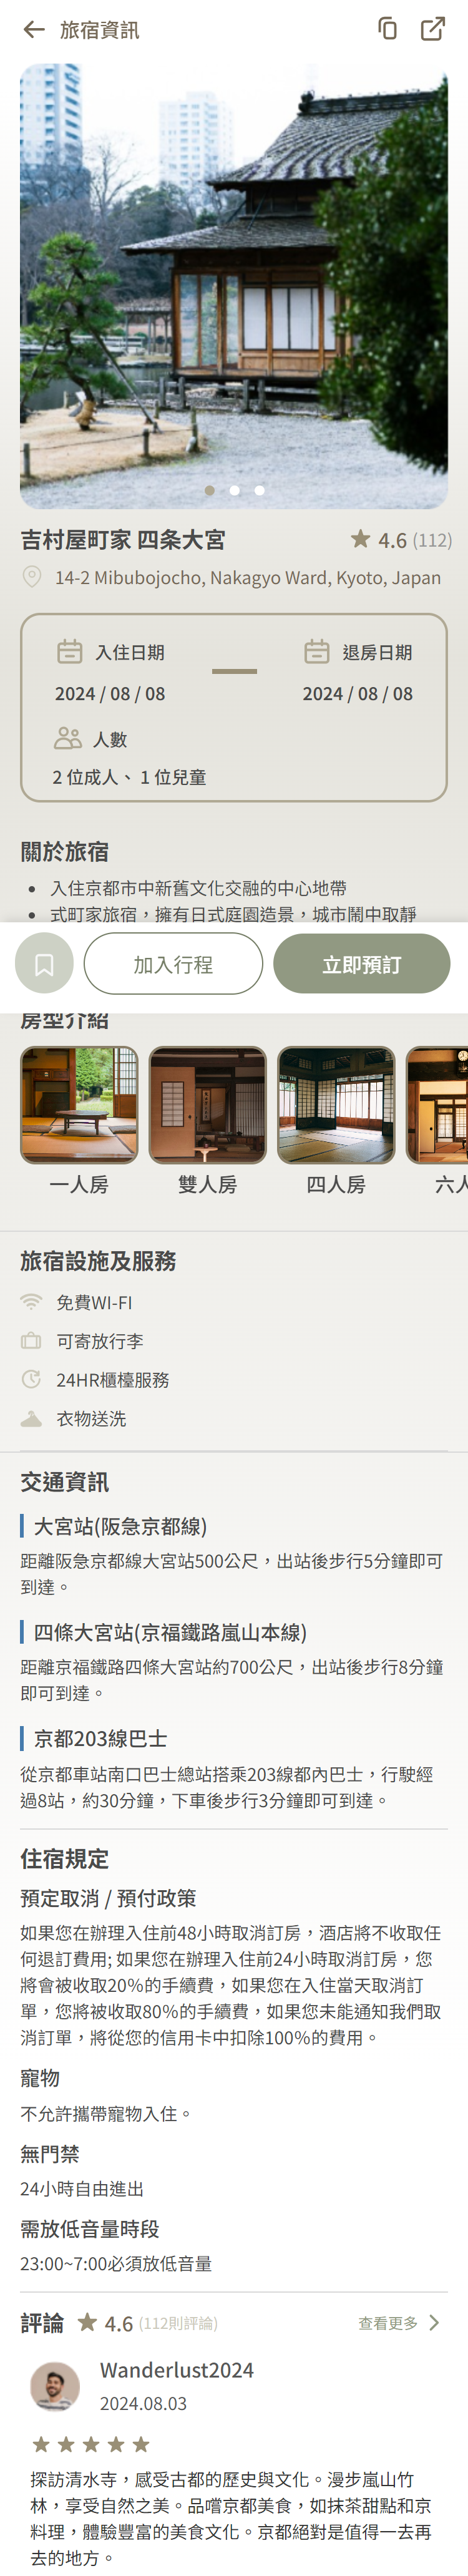 旅宿資訊
吉村屋町家 四条大宮
4.6 (112)
14-2 Mibubojocho, Nakagyo Ward, Kyoto, Japan
入住日期
退房日期
2024 / 08 / 08
2024 / 08 / 08
人數
2 位成人、 1 位兒童
關於旅宿
• 入住京都市中新舊文化交融的中心地帶
• 式町家旅宿，擁有日式庭園造景，城市鬧中取靜
加入行程
立即預訂
房型介紹
一人房
雙人房
四人房
六人
旅宿設施及服務
免費WI-FI
可寄放行李
24HR櫃檯服務
衣物送洗
交通資訊
大宮站(阪急京都線)
距離阪急京都線大宮站500公尺，出站後步行5分鐘即可
到達。
四條大宮站(京福鐵路嵐山本線)
距離京福鐵路四條大宮站約700公尺，出站後步行8分鐘
即可到達。
京都203線巴士
從京都車站南口巴士總站搭乘203線都內巴士，行駛經
過8站，約30分鐘，下車後步行3分鐘即可到達。
住宿規定
預定取消 / 預付政策
如果您在辦理入住前48小時取消訂房，酒店將不收取任
何退訂費用; 如果您在辦理入住前24小時取消訂房，您
將會被收取20%的手續費，如果您在入住當天取消訂
單，您將被收取80%的手續費，如果您未能通知我們取
消訂單，將從您的信用卡中扣除100%的費用。
寵物
不允許攜帶寵物入住。
無門禁
24小時自由進出
需放低音量時段
23:00~7:00必須放低音量
評論 4.6 (112則評論)
查看更多
Wanderlust2024
2024.08.03
探訪清水寺，感受古都的歷史與文化。漫步嵐山竹
林，享受自然之美。品嚐京都美食，如抹茶甜點和京
料理，體驗豐富的美食文化。京都絕對是值得一去再
去的地方。